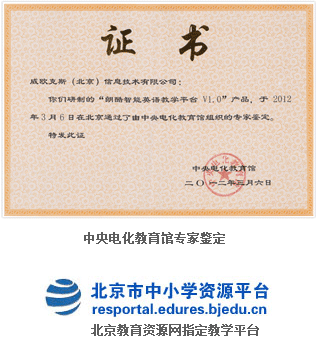 证 书
威欧克斯（北京）信息技术有限公司：
你们研制的“朗酷智能英语教学平台 V1.0”产品，于 2012
年3月6日在北京通过了由中央电化教育馆组织的专家鉴定。
特发此证
中央电化教育馆
二〇一二年三月六日
中央电化教育馆专家鉴定
北京市中小学资源平台
resportal.edures.bjedu.cn
北京教育资源网指定教学平台